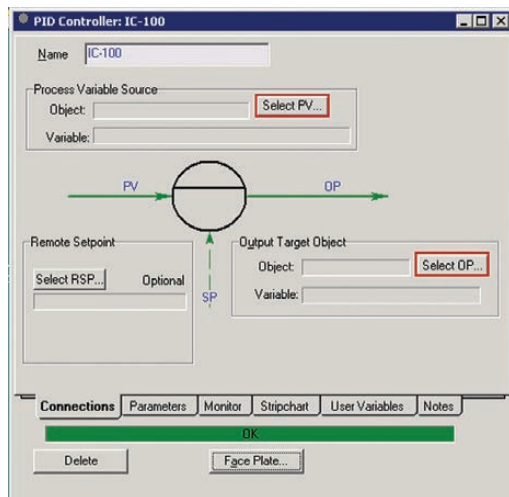 PID Controller: IC-100
Name IC-100
Process Variable Source
Object: Select PV...
Variable:
PV OP
Remote Setpoint Output Target Object
Select RSP... Optional Object: Select OP...
SP Variable:
Connections Parameters Monitor Stripchart User Variables Notes
OK
Delete Face Plate...